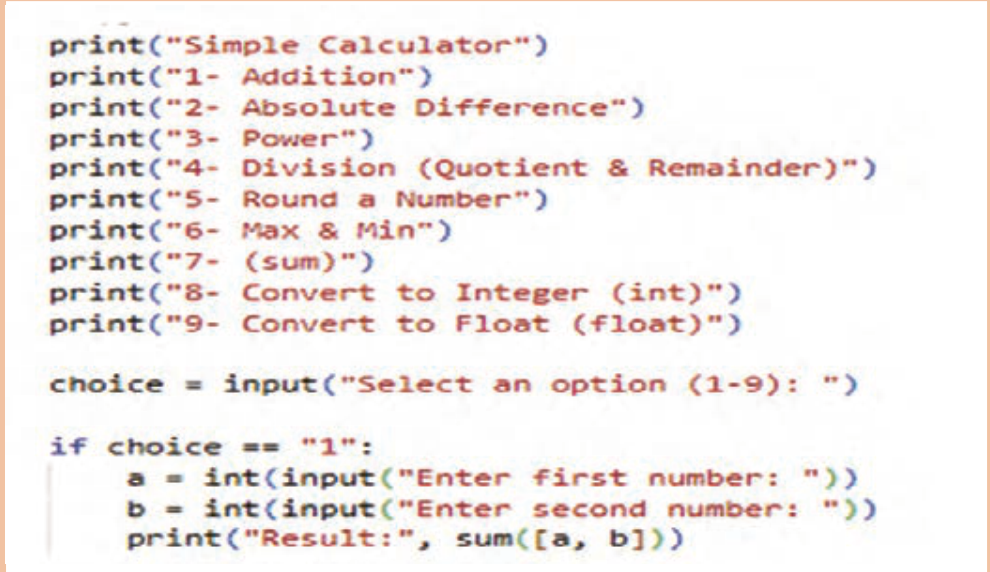 print("Simple Calculator")
print("1- Addition")
print("2- Absolute Difference")
print("3- Power")
print("4- Division (Quotient & Remainder)")
print("5- Round a Number")
print("6- Max & Min")
print("7- (sum)")
print("8- Convert to Integer (int)")
print("9- Convert to Float (float)")

choice = input("Select an option (1-9): ")

if choice == "1":
    a = int(input("Enter first number: "))
    b = int(input("Enter second number: "))
    print("Result:", sum([a, b]))